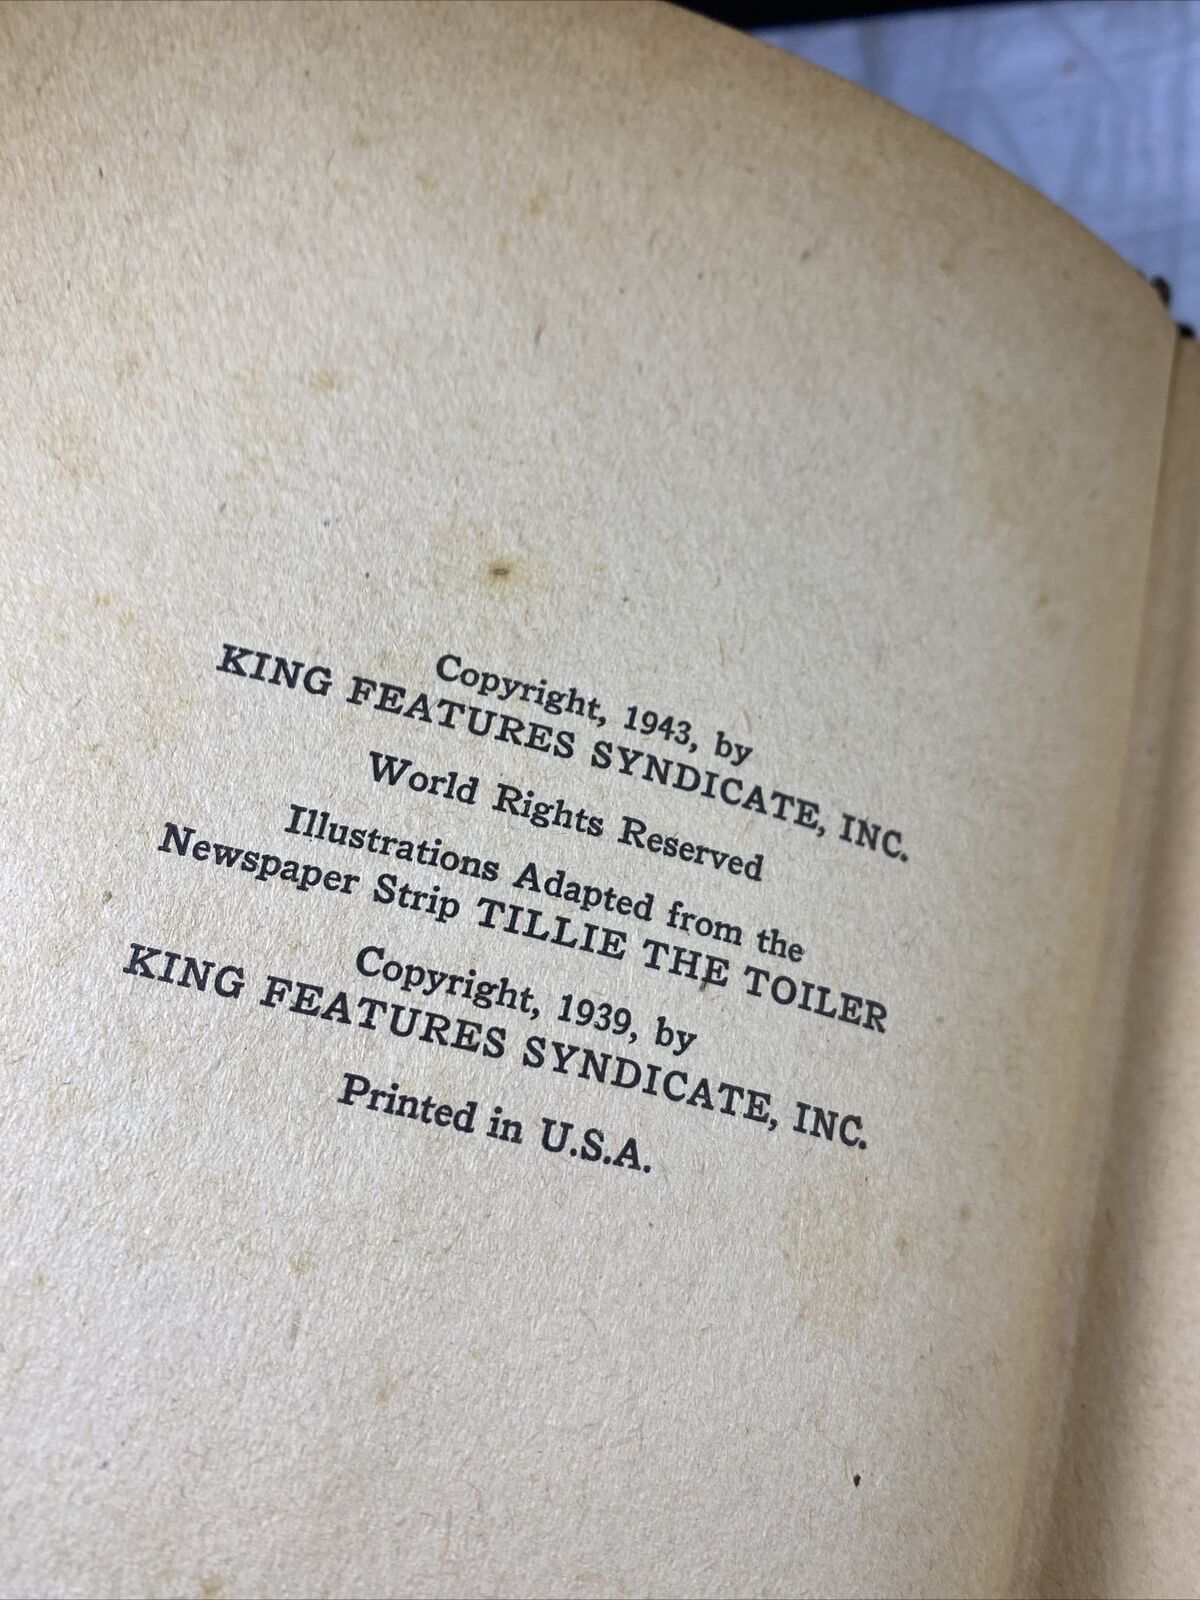 Copyright, 1943, by
KING FEATURES SYNDICATE, INC.
World Rights Reserved
Illustrations Adapted from the
Newspaper Strip TILLIE THE TOILER
Copyright, 1939, by
KING FEATURES SYNDICATE, INC.
Printed in U.S.A.